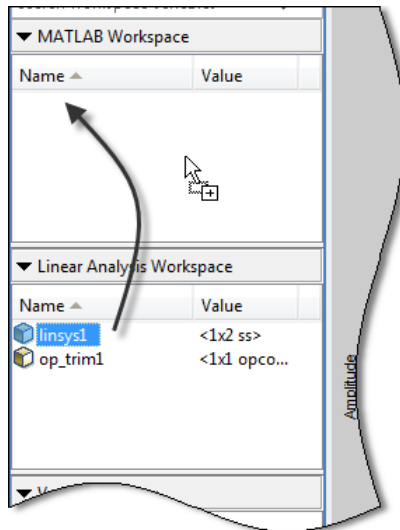 MATLAB Workspace
Name Value
Linear Analysis Workspace
Name Value
linsys1 <1x2 ss>
op_trim1 <1x1 opco...
Amplitude